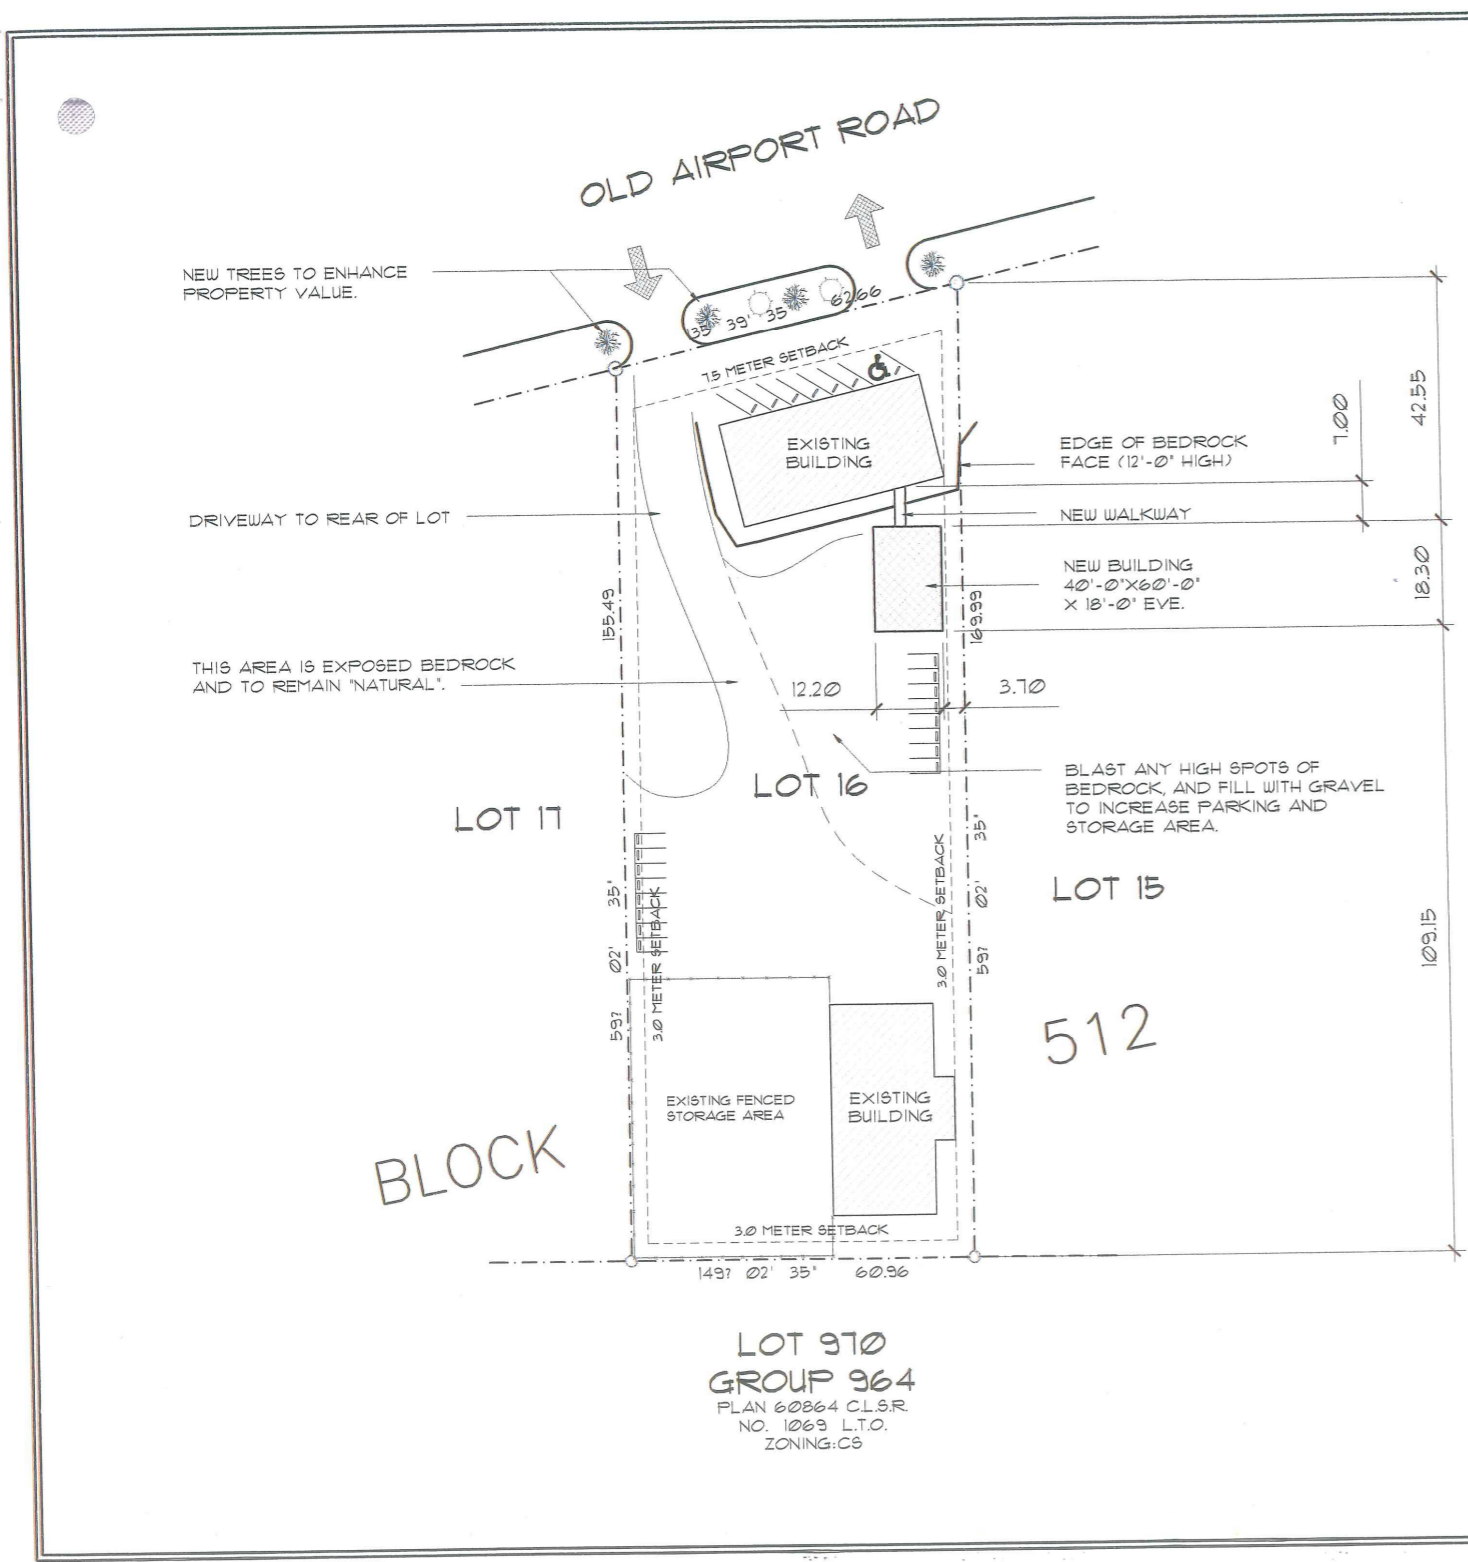 OLD AIRPORT ROAD
NEW TREES TO ENHANCE
PROPERTY VALUE.
135° 39' 35" 62.66
7.5 METER SETBACK
EXISTING
BUILDING
EDGE OF BEDROCK
FACE (12'-0" HIGH)
7.00
42.55
DRIVEWAY TO REAR OF LOT
NEW WALKWAY
NEW BUILDING
40'-0"X60'-0"
X 18'-0" EVE.
18.30
155.49
169.99
THIS AREA IS EXPOSED BEDROCK
AND TO REMAIN "NATURAL".
12.20
3.70
LOT 16
BLAST ANY HIGH SPOTS OF
BEDROCK, AND FILL WITH GRAVEL
TO INCREASE PARKING AND
STORAGE AREA.
LOT 17
LOT 15
59? 02' 35"
3.0 METER SETBACK
3.0 METER SETBACK
59? 02' 35"
109.15
512
EXISTING FENCED
STORAGE AREA
EXISTING
BUILDING
BLOCK
3.0 METER SETBACK
149? 02' 35" 60.96
LOT 970
GROUP 964
PLAN 60864 C.L.S.R.
NO. 1069 L.T.O.
ZONING:CS